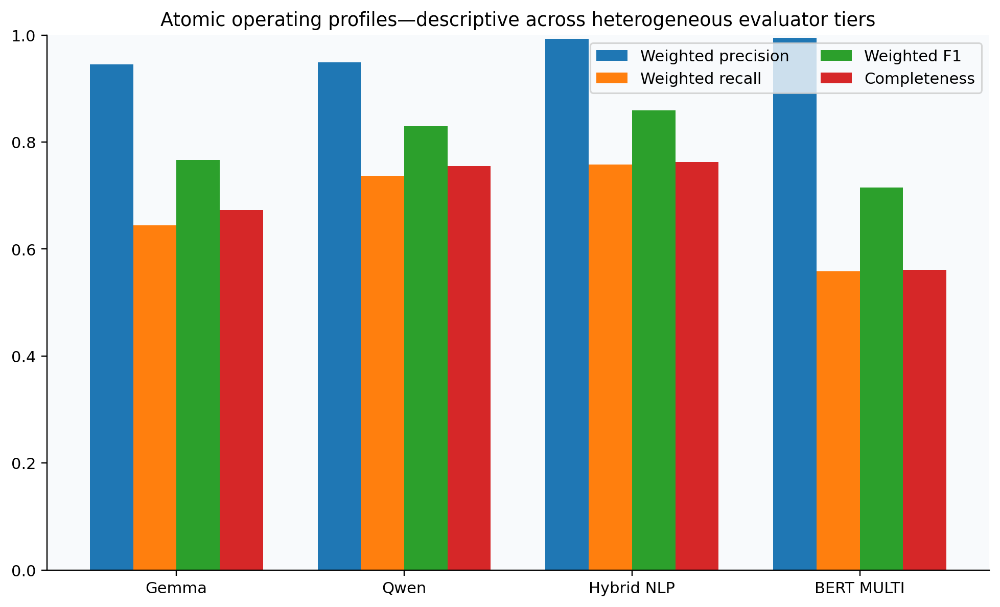 Atomic operating profiles—descriptive across heterogeneous evaluator tiers
1.0
0.8
0.6
0.4
0.2
0.0
Weighted precision
Weighted recall
Weighted F1
Completeness
Gemma
Qwen
Hybrid NLP
BERT MULTI